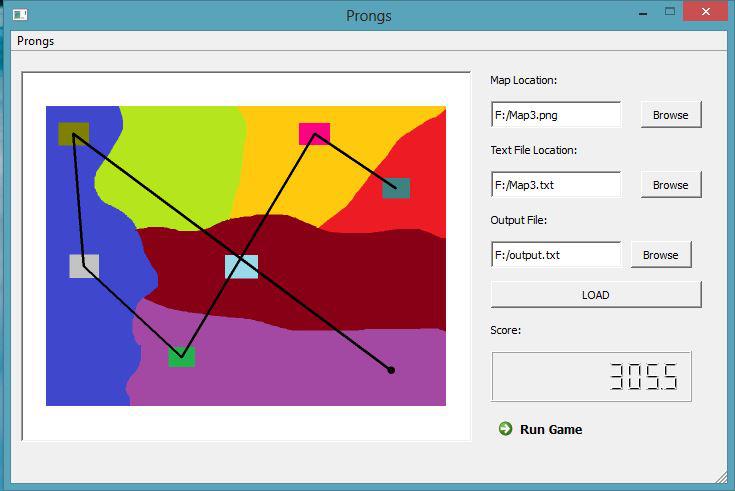 Prongs
Prongs
Map Location:
F:/Map3.png
Browse
Text File Location:
F:/Map3.txt
Browse
Output File:
F:/output.txt
Browse
LOAD
Score:
305.5
Run Game